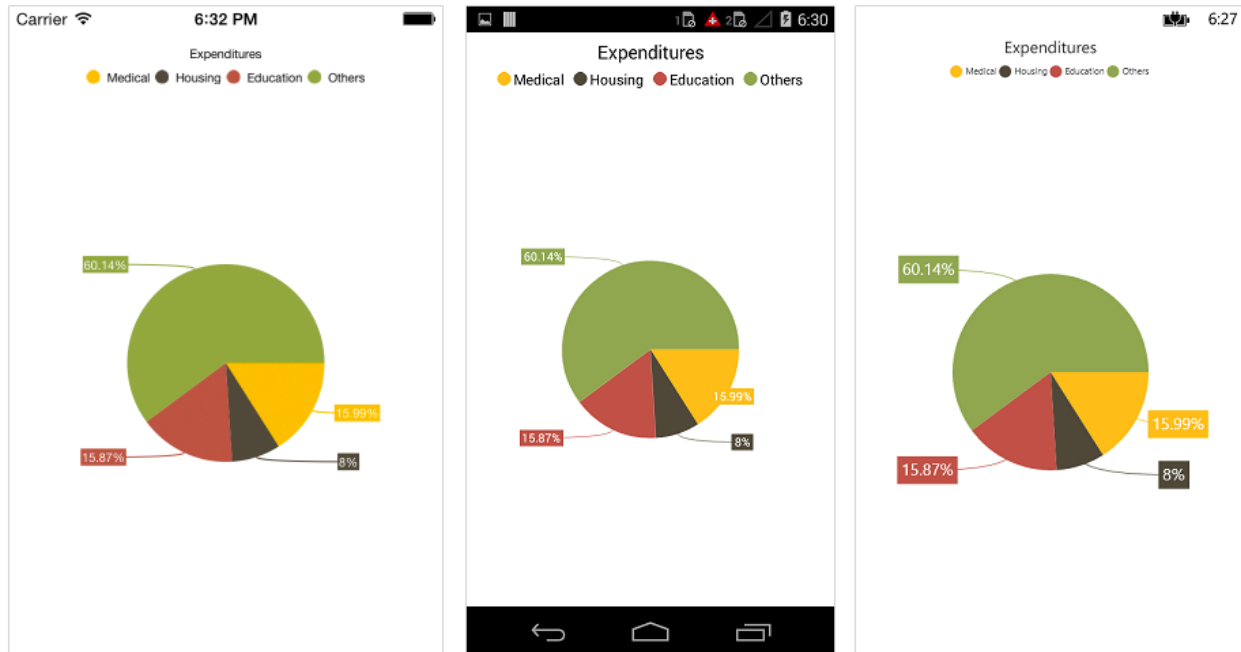 Carrier 6:32 PM
Expenditures
Medical Housing Education Others
60.14%
15.99%
15.87%
8%
1 2 6:30
Expenditures
Medical Housing Education Others
60.14%
15.99%
15.87%
8%
6:27
Expenditures
Medical Housing Education Others
60.14%
15.99%
15.87%
8%